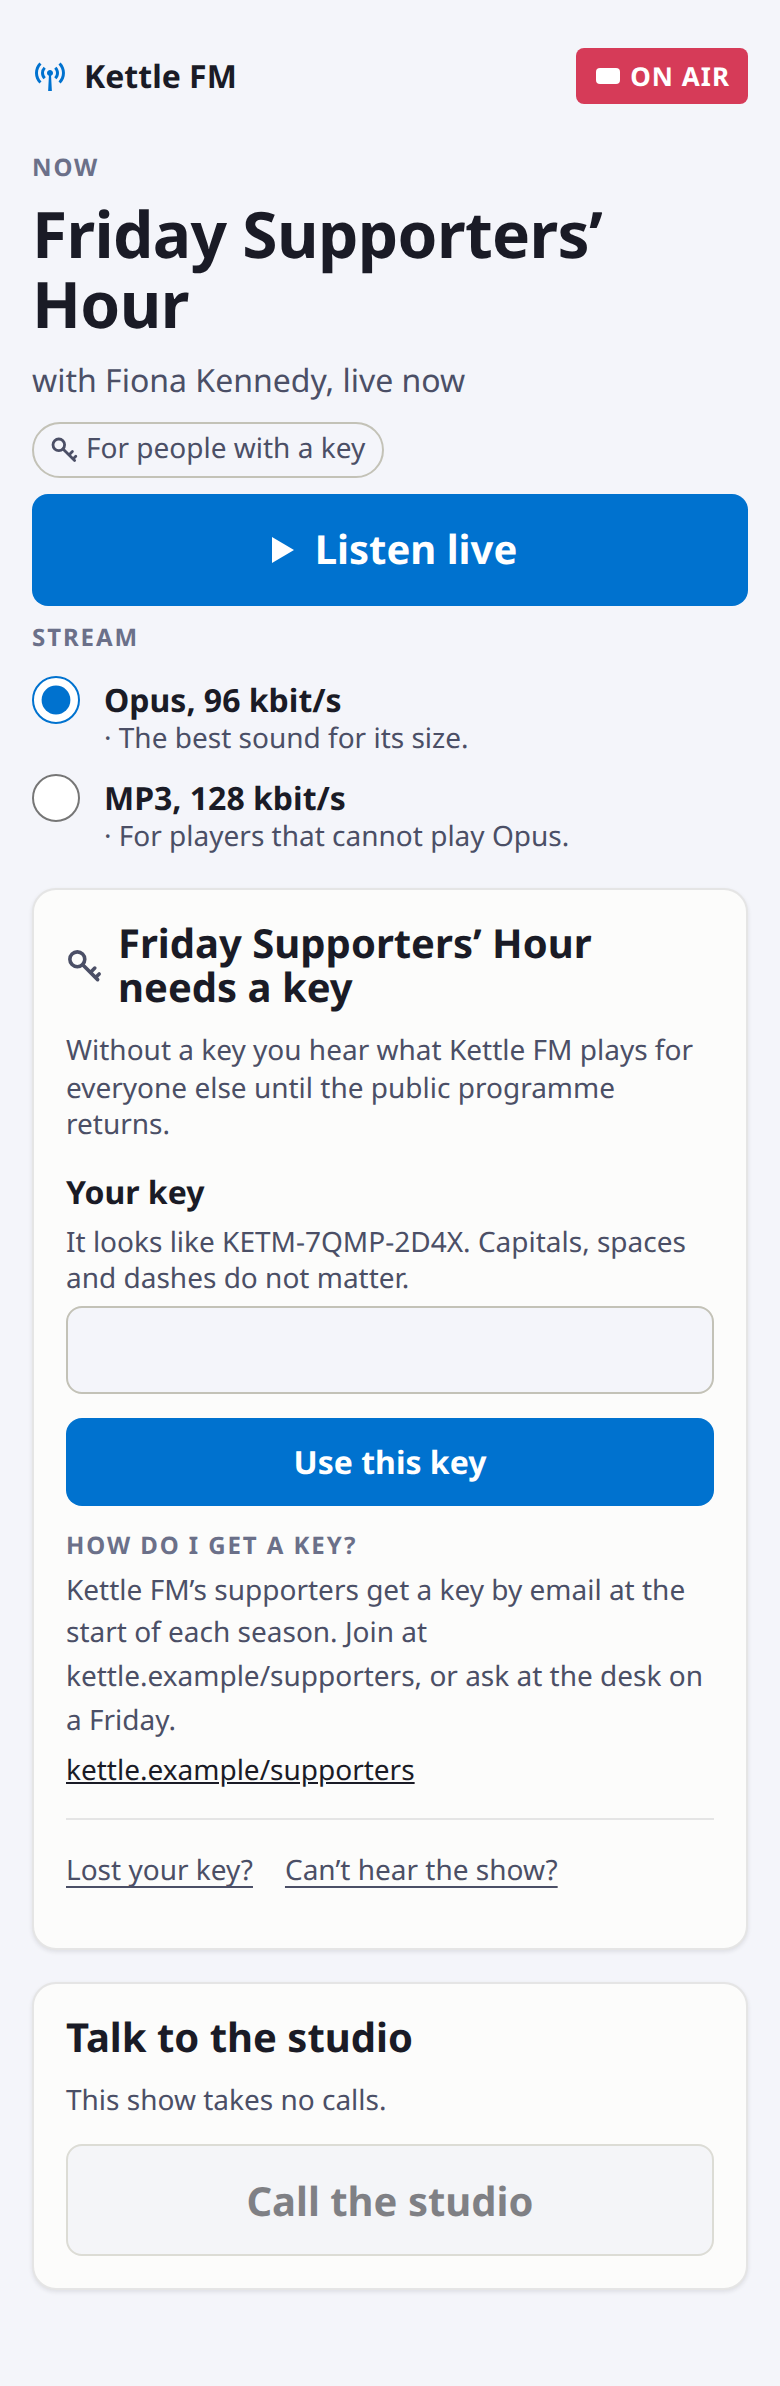 Kettle FM
ON AIR
NOW
Friday Supporters’
Hour
with Fiona Kennedy, live now
For people with a key
Listen live
STREAM
Opus, 96 kbit/s
· The best sound for its size.
MP3, 128 kbit/s
· For players that cannot play Opus.
Friday Supporters’ Hour
needs a key
Without a key you hear what Kettle FM plays for
everyone else until the public programme
returns.
Your key
It looks like KETM-7QMP-2D4X. Capitals, spaces
and dashes do not matter.
Use this key
HOW DO I GET A KEY?
Kettle FM’s supporters get a key by email at the
start of each season. Join at
kettle.example/supporters, or ask at the desk on
a Friday.
kettle.example/supporters
Lost your key? Can’t hear the show?
Talk to the studio
This show takes no calls.
Call the studio